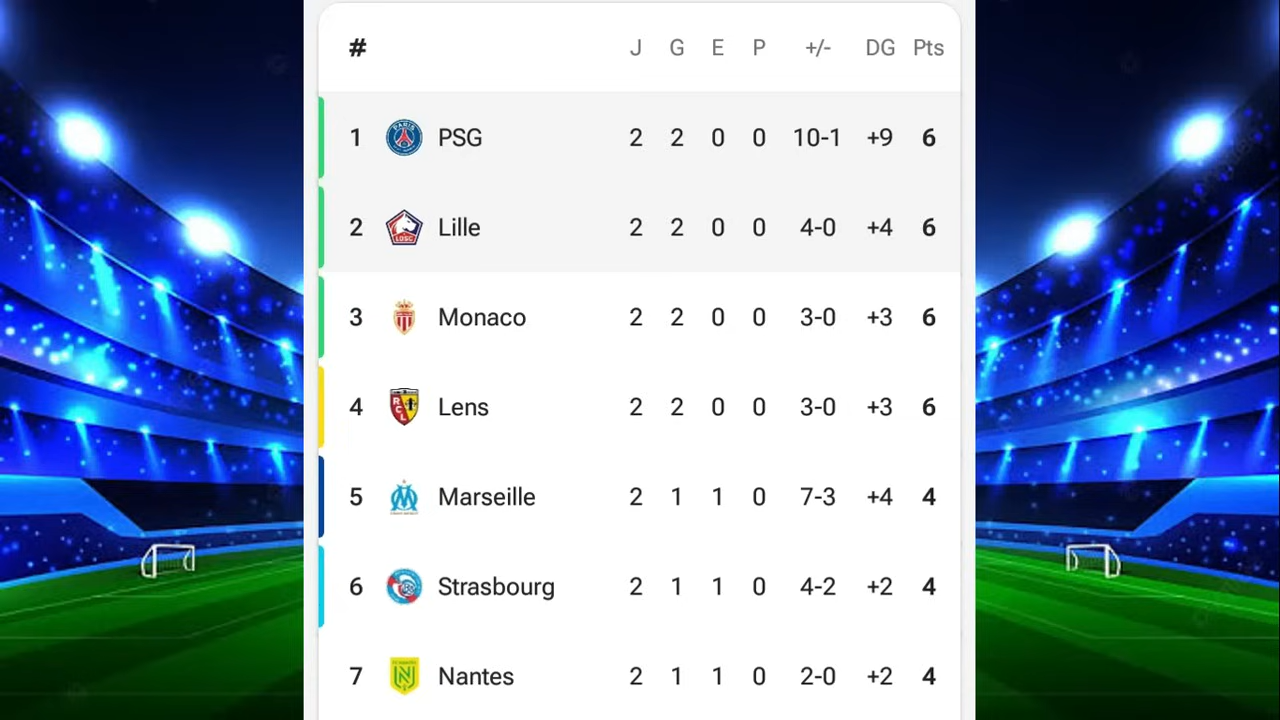 # J G E P +/- DG Pts
1 PSG 2 2 0 0 10-1 +9 6
2 Lille 2 2 0 0 4-0 +4 6
3 Monaco 2 2 0 0 3-0 +3 6
4 Lens 2 2 0 0 3-0 +3 6
5 Marseille 2 1 1 0 7-3 +4 4
6 Strasbourg 2 1 1 0 4-2 +2 4
7 Nantes 2 1 1 0 2-0 +2 4